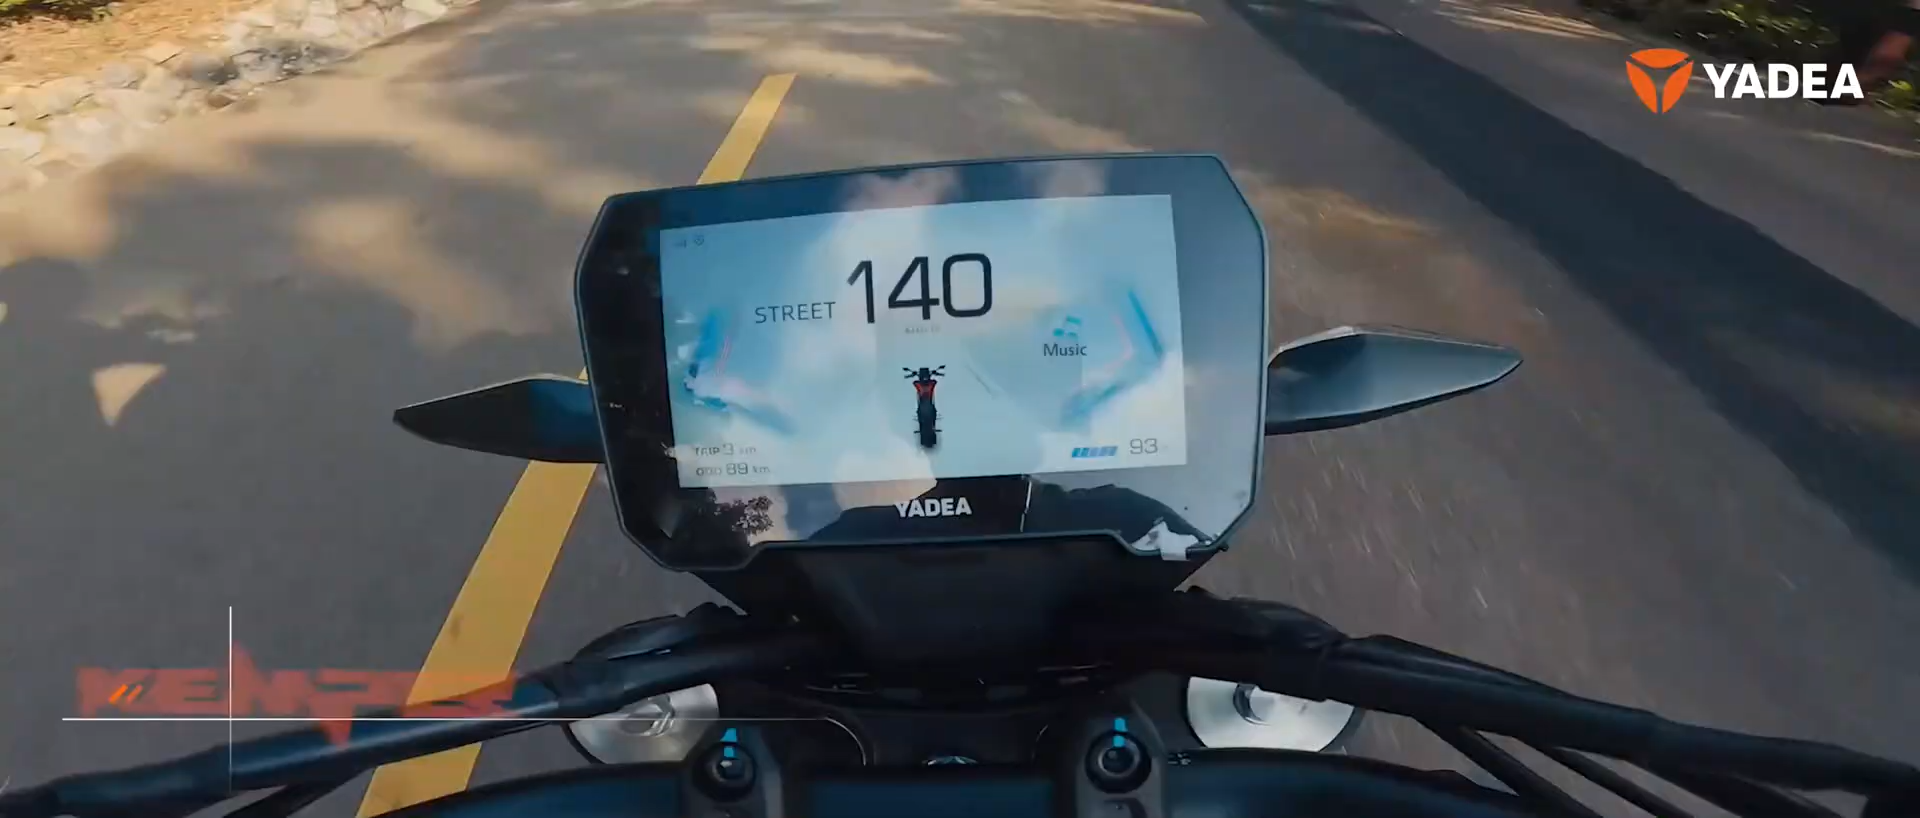 YADEA
140
STREET
Music
TRIP 3 km
ODO 89 km
93
YADEA